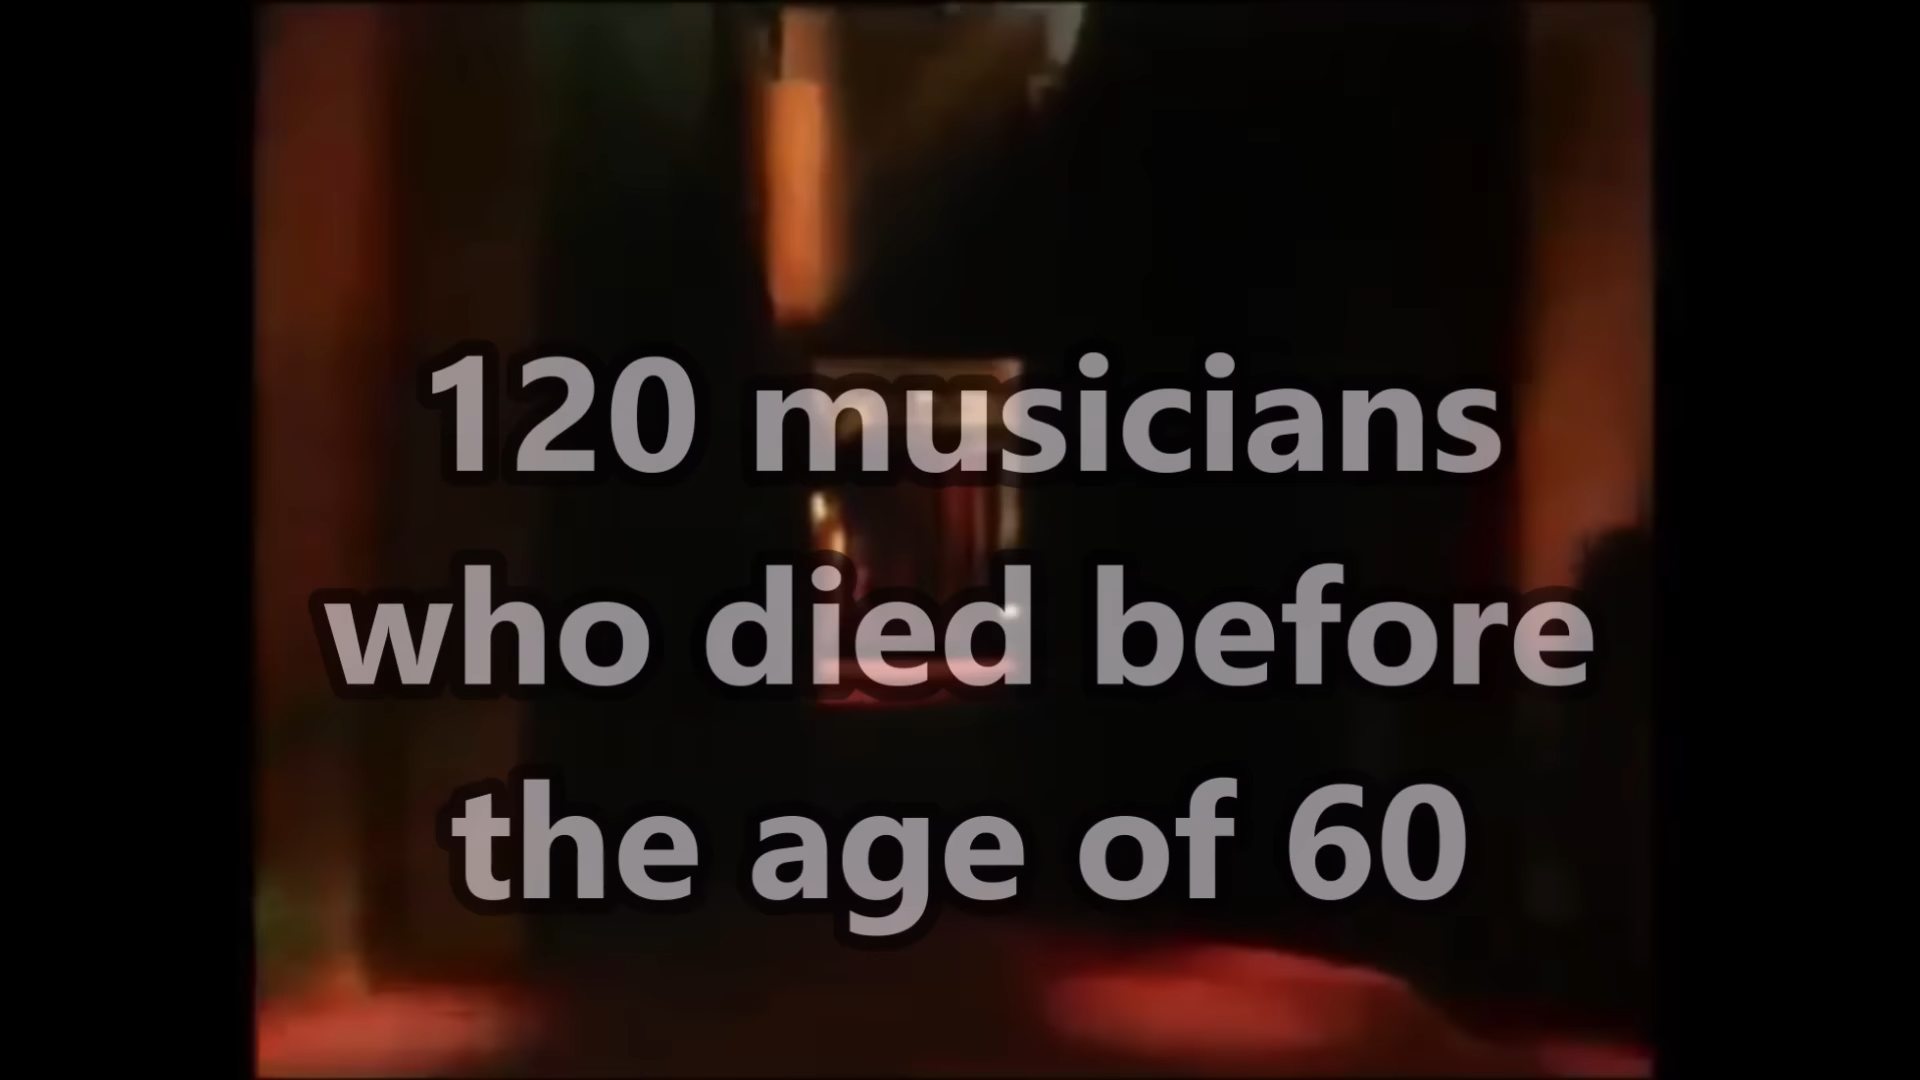 120 musicians
who died before
the age of 60